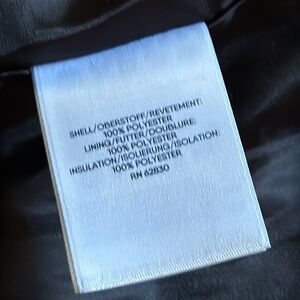 SHELL/OBERSTOFF/REVETEMENT:
100% POLYESTER
LINING/FUTTER/DOUBLURE:
100% POLYESTER
INSULATION/ISOLIERUNG/ISOLATION:
100% POLYESTER
RN 62830